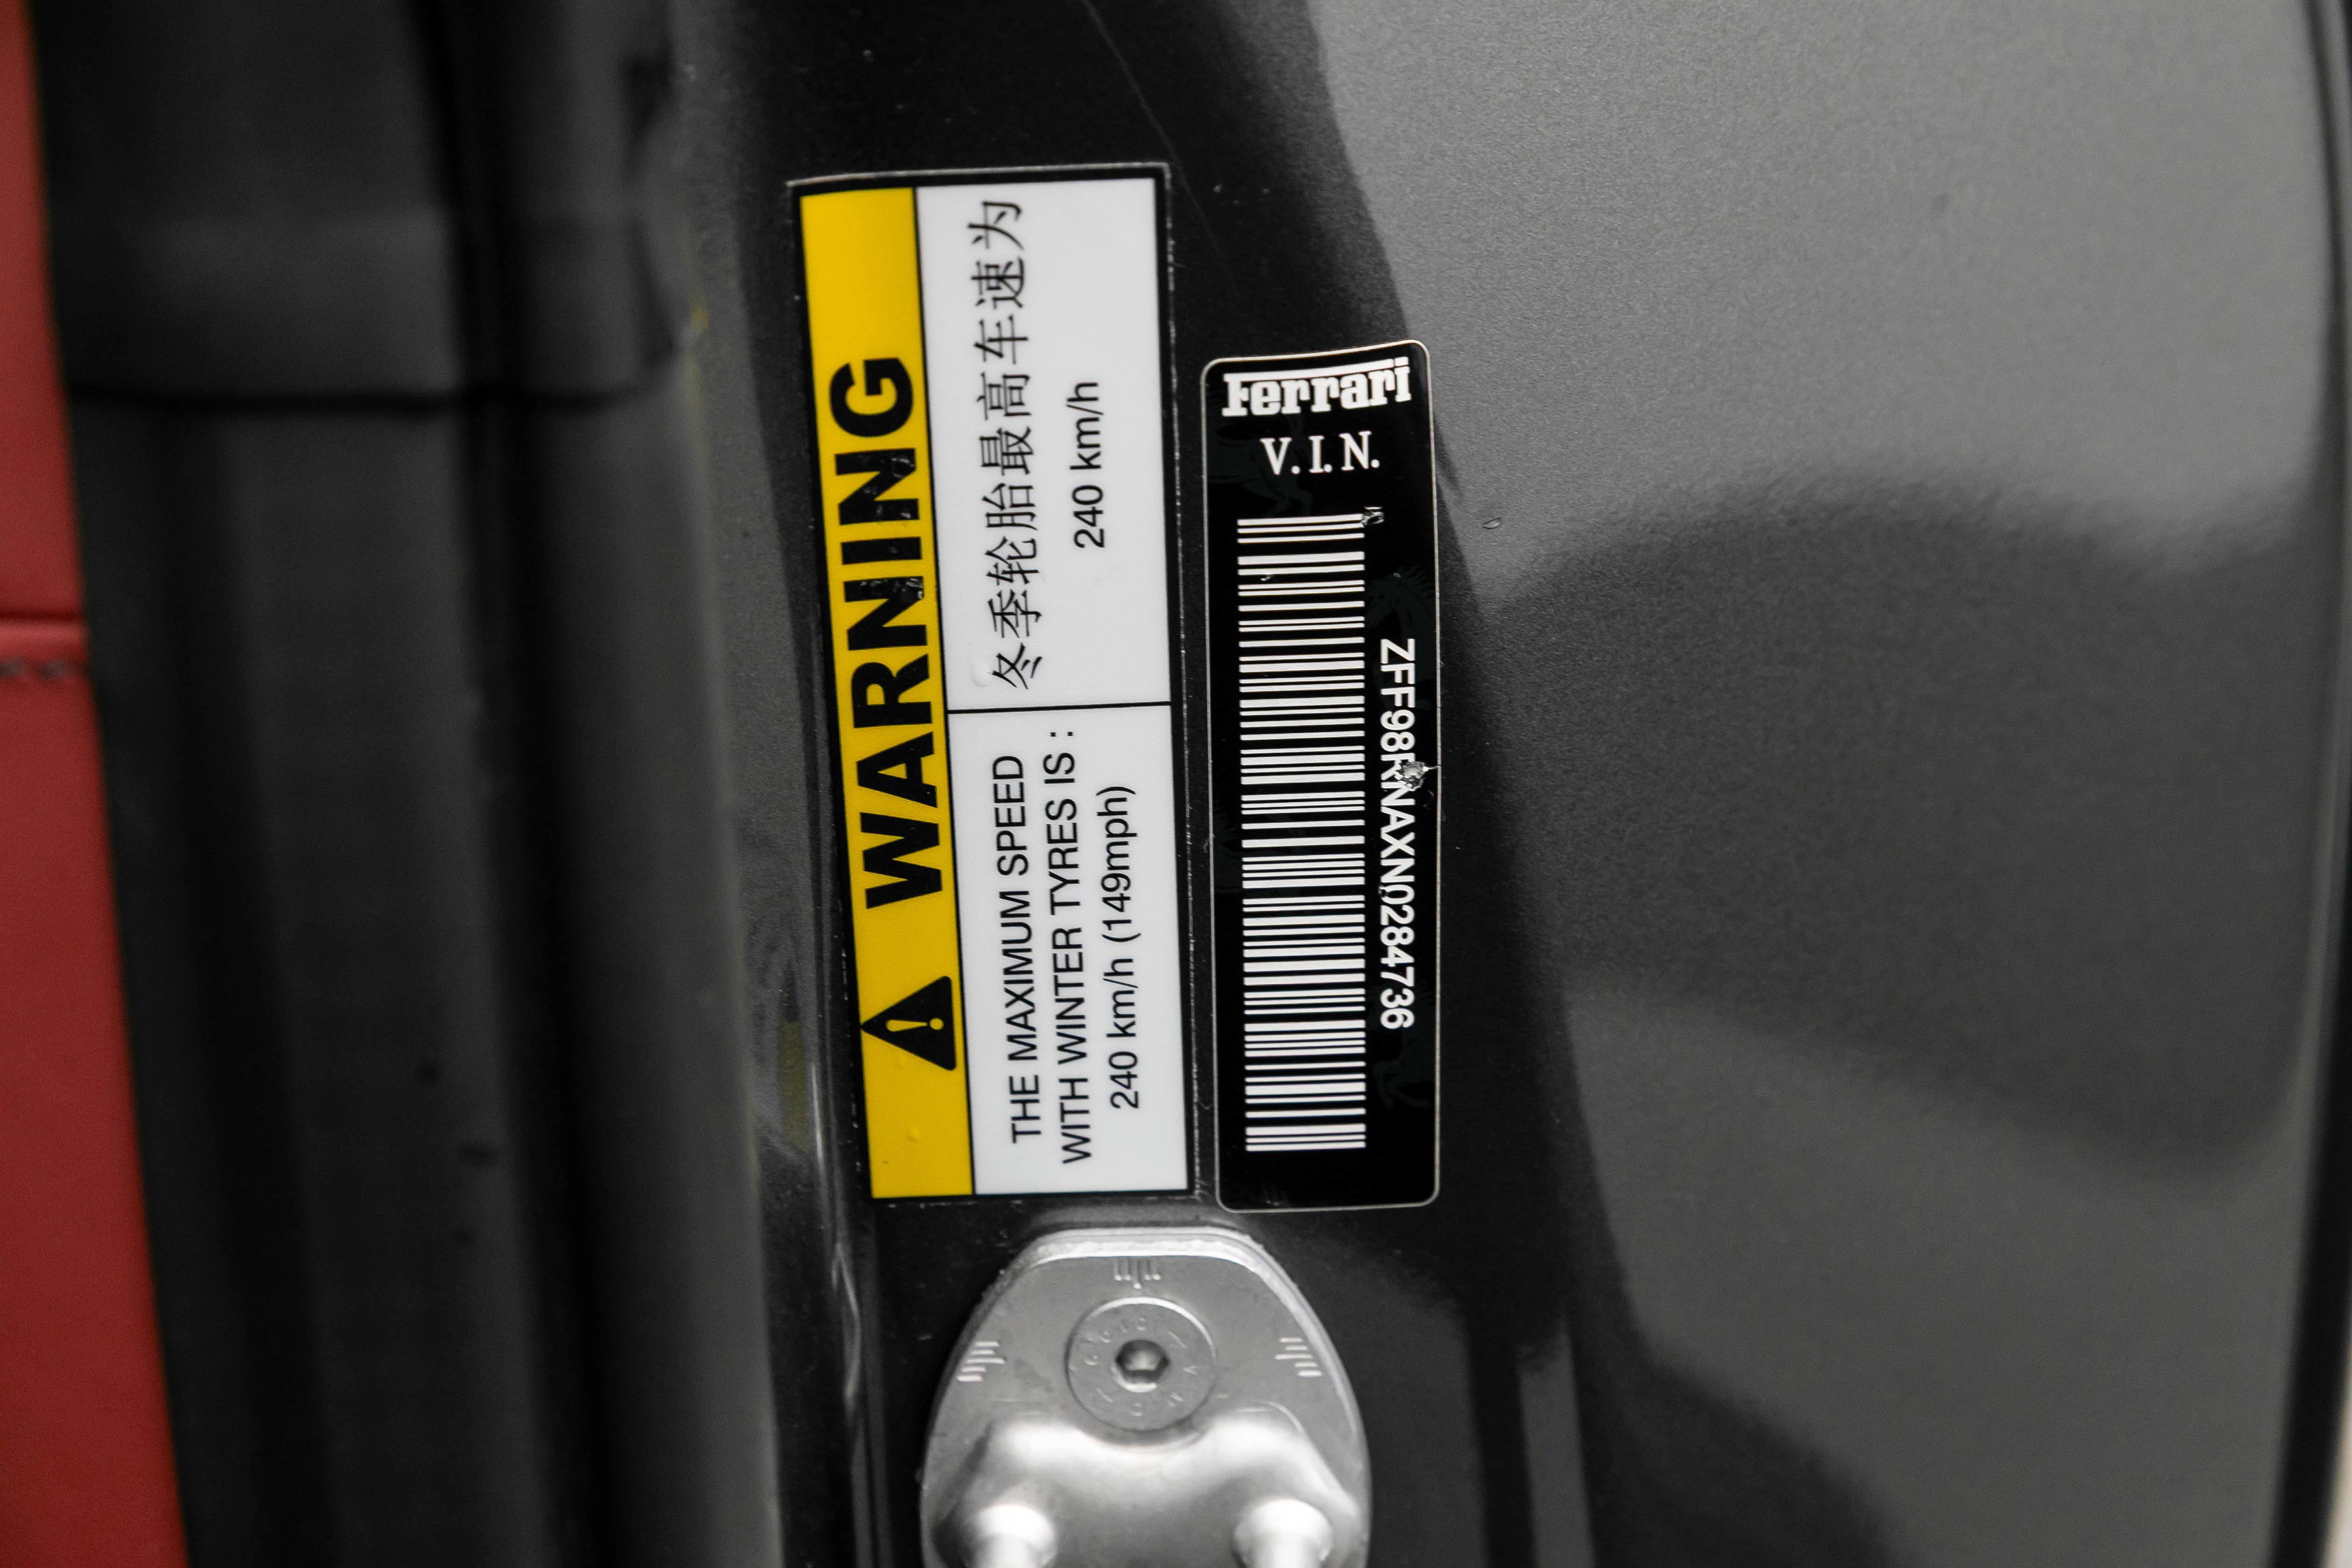 WARNING
THE MAXIMUM SPEED
WITH WINTER TYRES IS :
240 km/h (149mph)
冬季轮胎最高车速为
240 km/h
Ferrari
V.I.N.
ZFF98RNAXN0284736